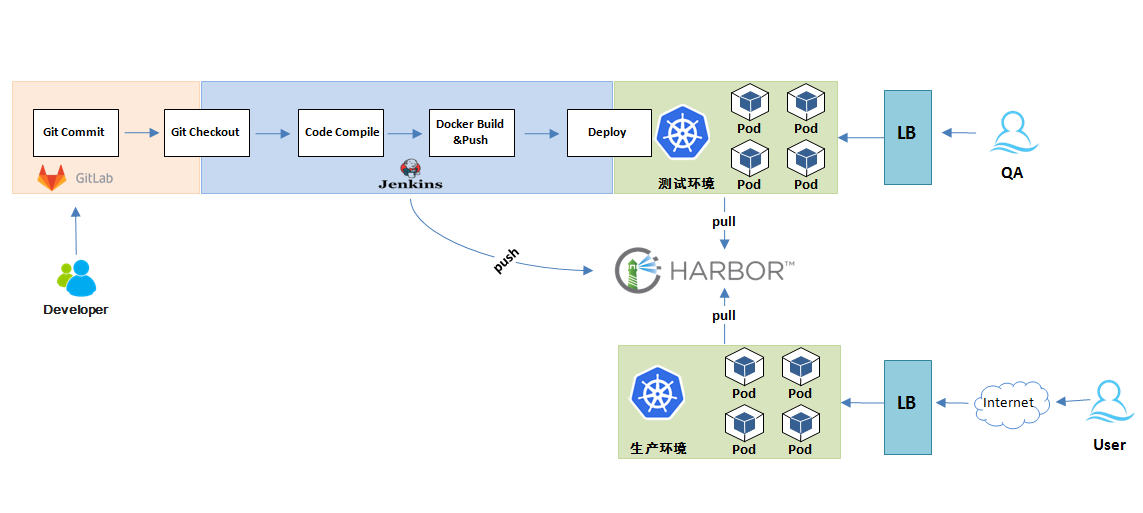 Git Commit
Git Checkout
Code Compile
Docker Build
&Push
Deploy
Pod
Pod
Pod
Pod
LB
QA
GitLab
Jenkins
测试环境
pull
push
HARBOR™
Developer
pull
Pod
Pod
Pod
Pod
LB
Internet
User
生产环境